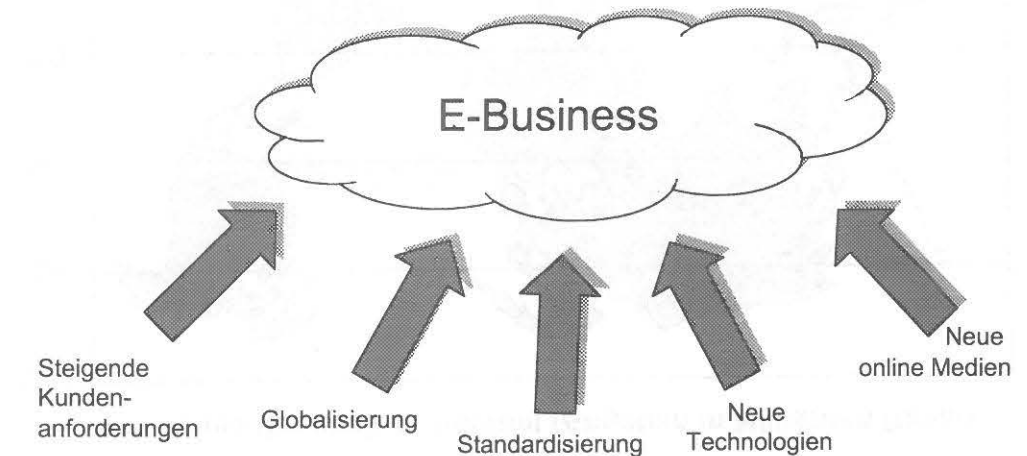 E-Business
Steigende
Kunden-
anforderungen
Globalisierung
Standardisierung
Neue
Technologien
Neue
online Medien